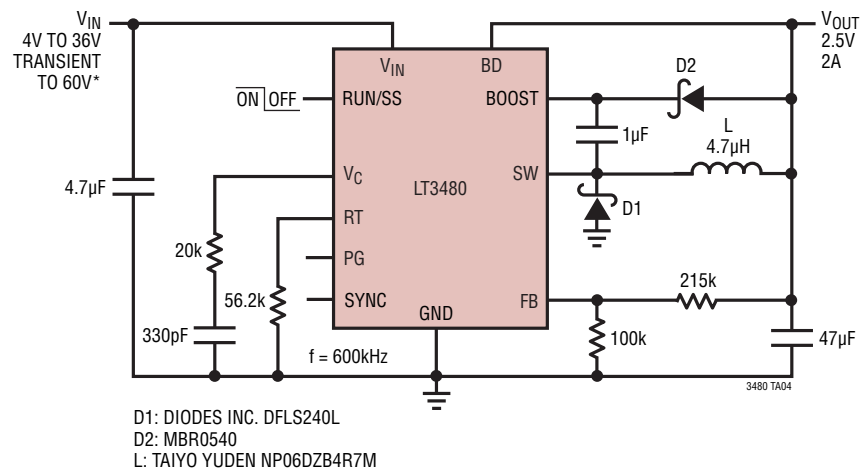 VIN
4V TO 36V
TRANSIENT
TO 60V*
VOUT
2.5V
2A
VIN
BD
D2
ON OFF
RUN/SS
BOOST
L
4.7µH
1µF
4.7µF
VC
LT3480
SW
D1
RT
20k
PG
56.2k
215k
SYNC
FB
GND
330pF
f = 600kHz
100k
47µF
3480 TA04
D1: DIODES INC. DFLS240L
D2: MBR0540
L: TAIYO YUDEN NP06DZB4R7M